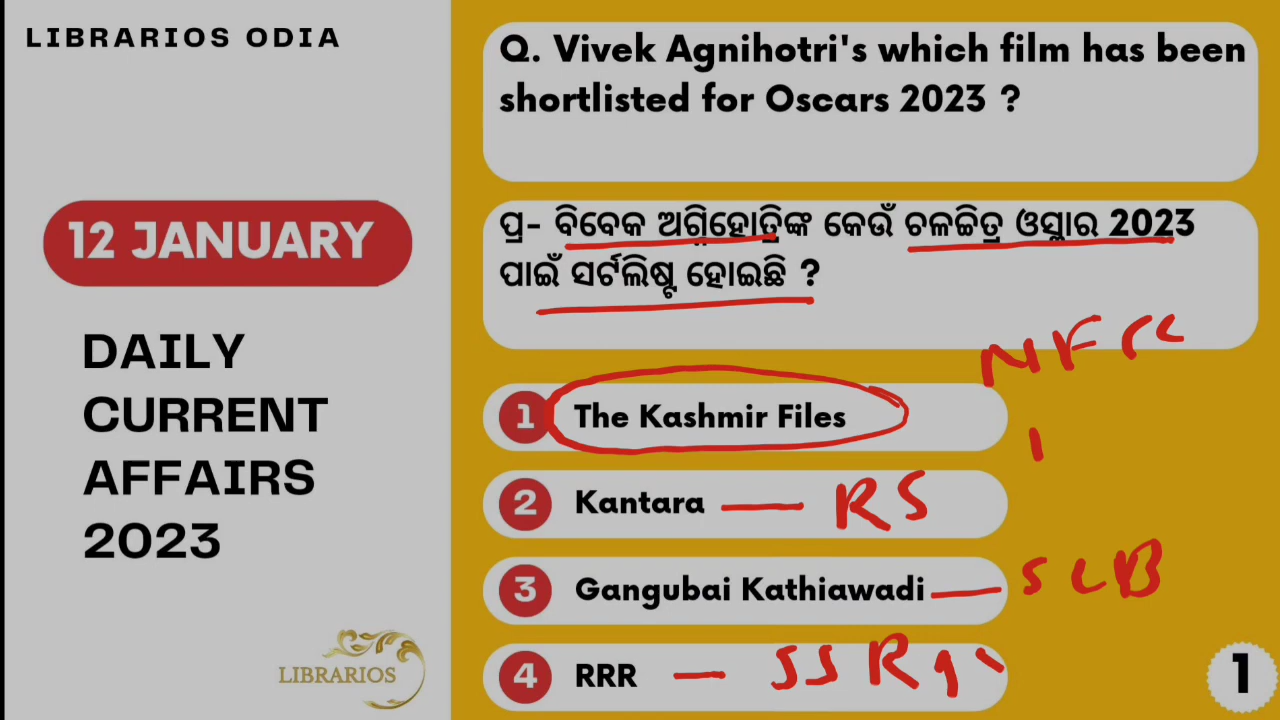 LIBRARIOS ODIA
12 JANUARY
DAILY
CURRENT
AFFAIRS
2023
LIBRARIOS
Q. Vivek Agnihotri's which film has been
shortlisted for Oscars 2023 ?
ପ୍ର- ବିବେକ ଅଗ୍ନିହୋତ୍ରିଙ୍କ କେଉଁ ଚଳଚ୍ଚିତ୍ର ଓସ୍କାର 2023
ପାଇଁ ସର୍ଟଲିଷ୍ଟ ହୋଇଛି ?
1 The Kashmir Files
2 Kantara — RS
3 Gangubai Kathiawadi — SLB
4 RRR — SS
1